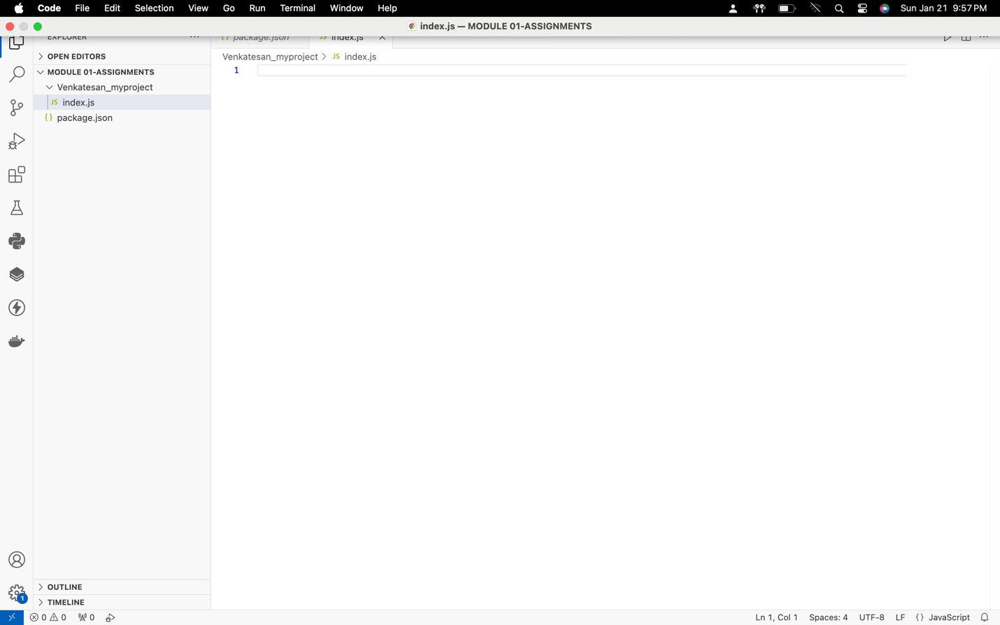 Code File Edit Selection View Go Run Terminal Window Help Sun Jan 21 9:57 PM
index.js — MODULE 01-ASSIGNMENTS
EXPLORER
{} package.json JS index.js
OPEN EDITORS
Venkatesan_myproject JS index.js
MODULE 01-ASSIGNMENTS
1
Venkatesan_myproject
JS index.js
{} package.json
OUTLINE
1
TIMELINE
0 0 0 Ln 1, Col 1 Spaces: 4 UTF-8 LF {} JavaScript